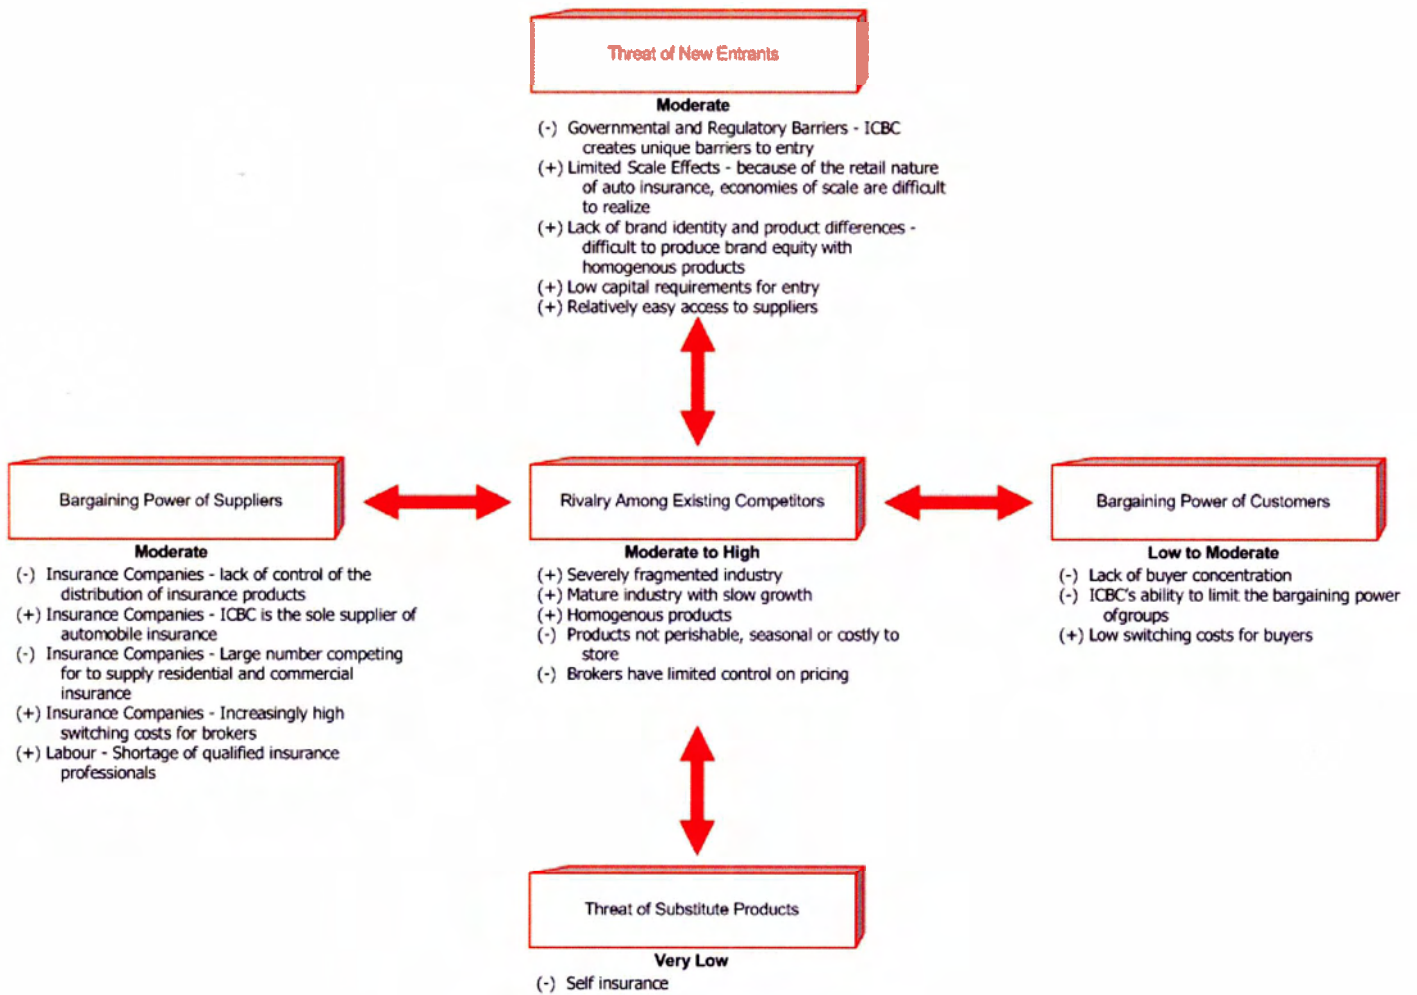 Threat of New Entrants
Moderate
(-) Governmental and Regulatory Barriers - ICBC
creates unique barriers to entry
(+) Limited Scale Effects - because of the retail nature
of auto insurance, economies of scale are difficult
to realize
(+) Lack of brand identity and product differences -
difficult to produce brand equity with
homogenous products
(+) Low capital requirements for entry
(+) Relatively easy access to suppliers
Bargaining Power of Suppliers
Moderate
(-) Insurance Companies - lack of control of the
distribution of insurance products
(+) Insurance Companies - ICBC is the sole supplier of
automobile insurance
(-) Insurance Companies - Large number competing
for to supply residential and commercial
insurance
(+) Insurance Companies - Increasingly high
switching costs for brokers
(+) Labour - Shortage of qualified insurance
professionals
Rivalry Among Existing Competitors
Moderate to High
(+) Severely fragmented industry
(+) Mature industry with slow growth
(+) Homogenous products
(-) Products not perishable, seasonal or costly to
store
(-) Brokers have limited control on pricing
Bargaining Power of Customers
Low to Moderate
(-) Lack of buyer concentration
(-) ICBC's ability to limit the bargaining power
ofgroups
(+) Low switching costs for buyers
Threat of Substitute Products
Very Low
(-) Self insurance